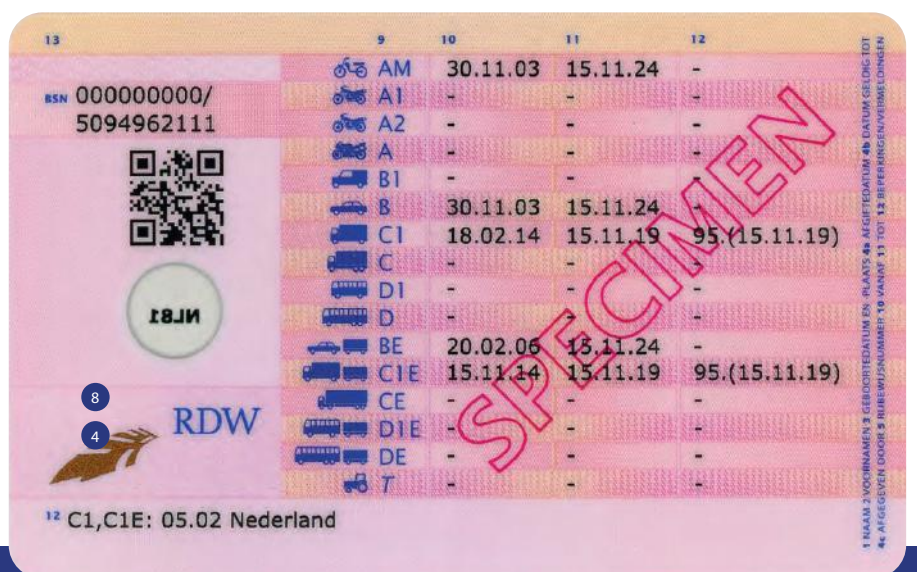 13 9 10 11 12
AM 30.11.03 15.11.24 -
BSN 000000000/ A1 - - -
5094962111 A2 - - -
A - - -
B1 - - -
B 30.11.03 15.11.24 -
C1 18.02.14 15.11.19 95.(15.11.19)
C - - -
NL81 D1 - - -
D - - -
BE 20.02.06 15.11.24 -
C1E 15.11.14 15.11.19 95.(15.11.19)
8 CE - - -
4 RDW D1E - - -
DE - - -
T - - -
12 C1,C1E: 05.02 Nederland
SPECIMEN
1 NAAM 2 VOORNAMEN 3 GEBOORTEDATUM EN -PLAATS 4a AFGIFTEDATUM 4b DATUM GELDIG TOT
4c AFGEGEVEN DOOR 5 RIJBEWIJSNUMMER 10 VANAF 11 TOT 12 BEPERKINGEN/VERMELDINGEN